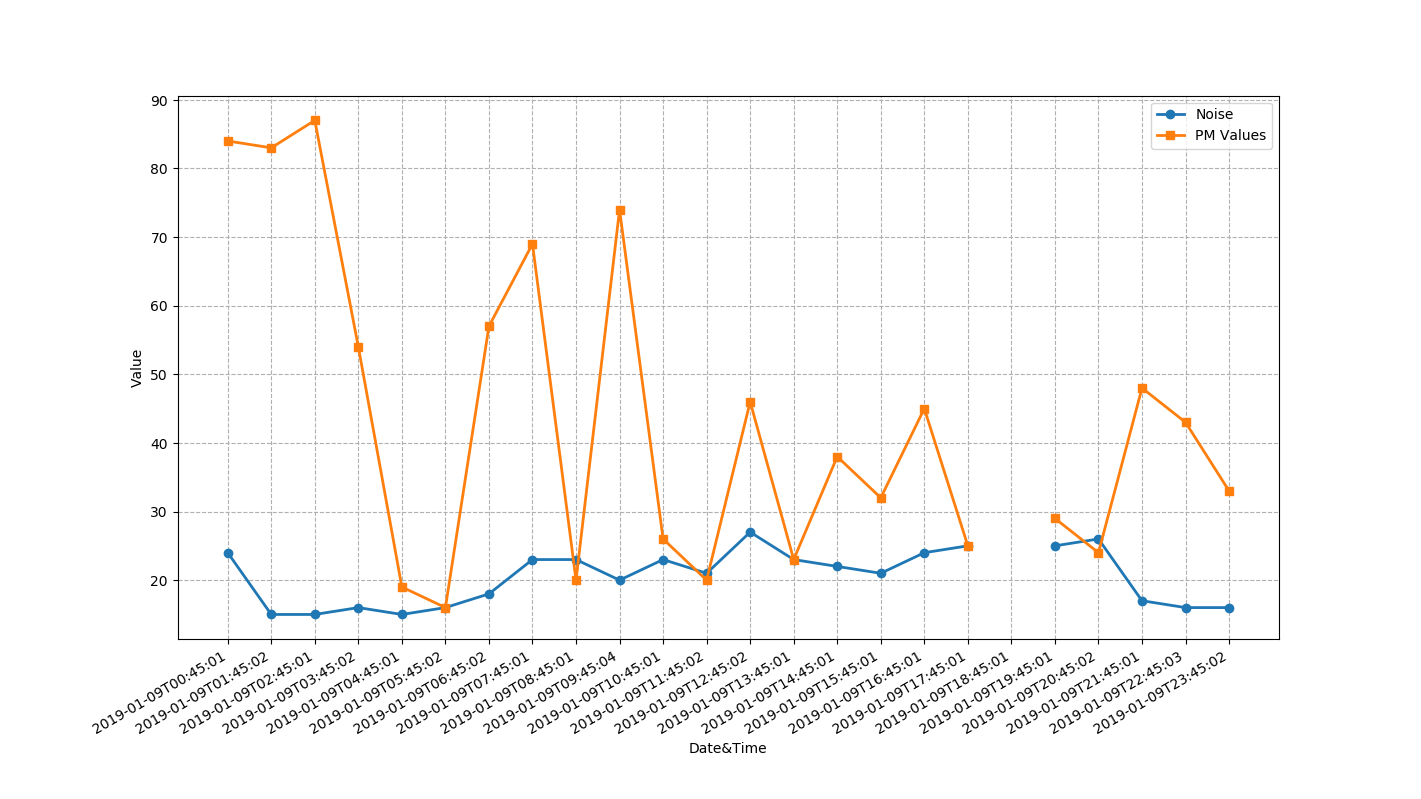 90
80
70
60
50
40
30
20
Value
Noise
PM Values
2019-01-09T00:45:01
2019-01-09T01:45:02
2019-01-09T02:45:01
2019-01-09T03:45:02
2019-01-09T04:45:01
2019-01-09T05:45:02
2019-01-09T06:45:02
2019-01-09T07:45:01
2019-01-09T08:45:01
2019-01-09T09:45:04
2019-01-09T10:45:01
2019-01-09T11:45:02
2019-01-09T12:45:02
2019-01-09T13:45:01
2019-01-09T14:45:01
2019-01-09T15:45:01
2019-01-09T16:45:01
2019-01-09T17:45:01
2019-01-09T18:45:01
2019-01-09T19:45:01
2019-01-09T20:45:02
2019-01-09T21:45:01
2019-01-09T22:45:03
2019-01-09T23:45:02
Date&Time